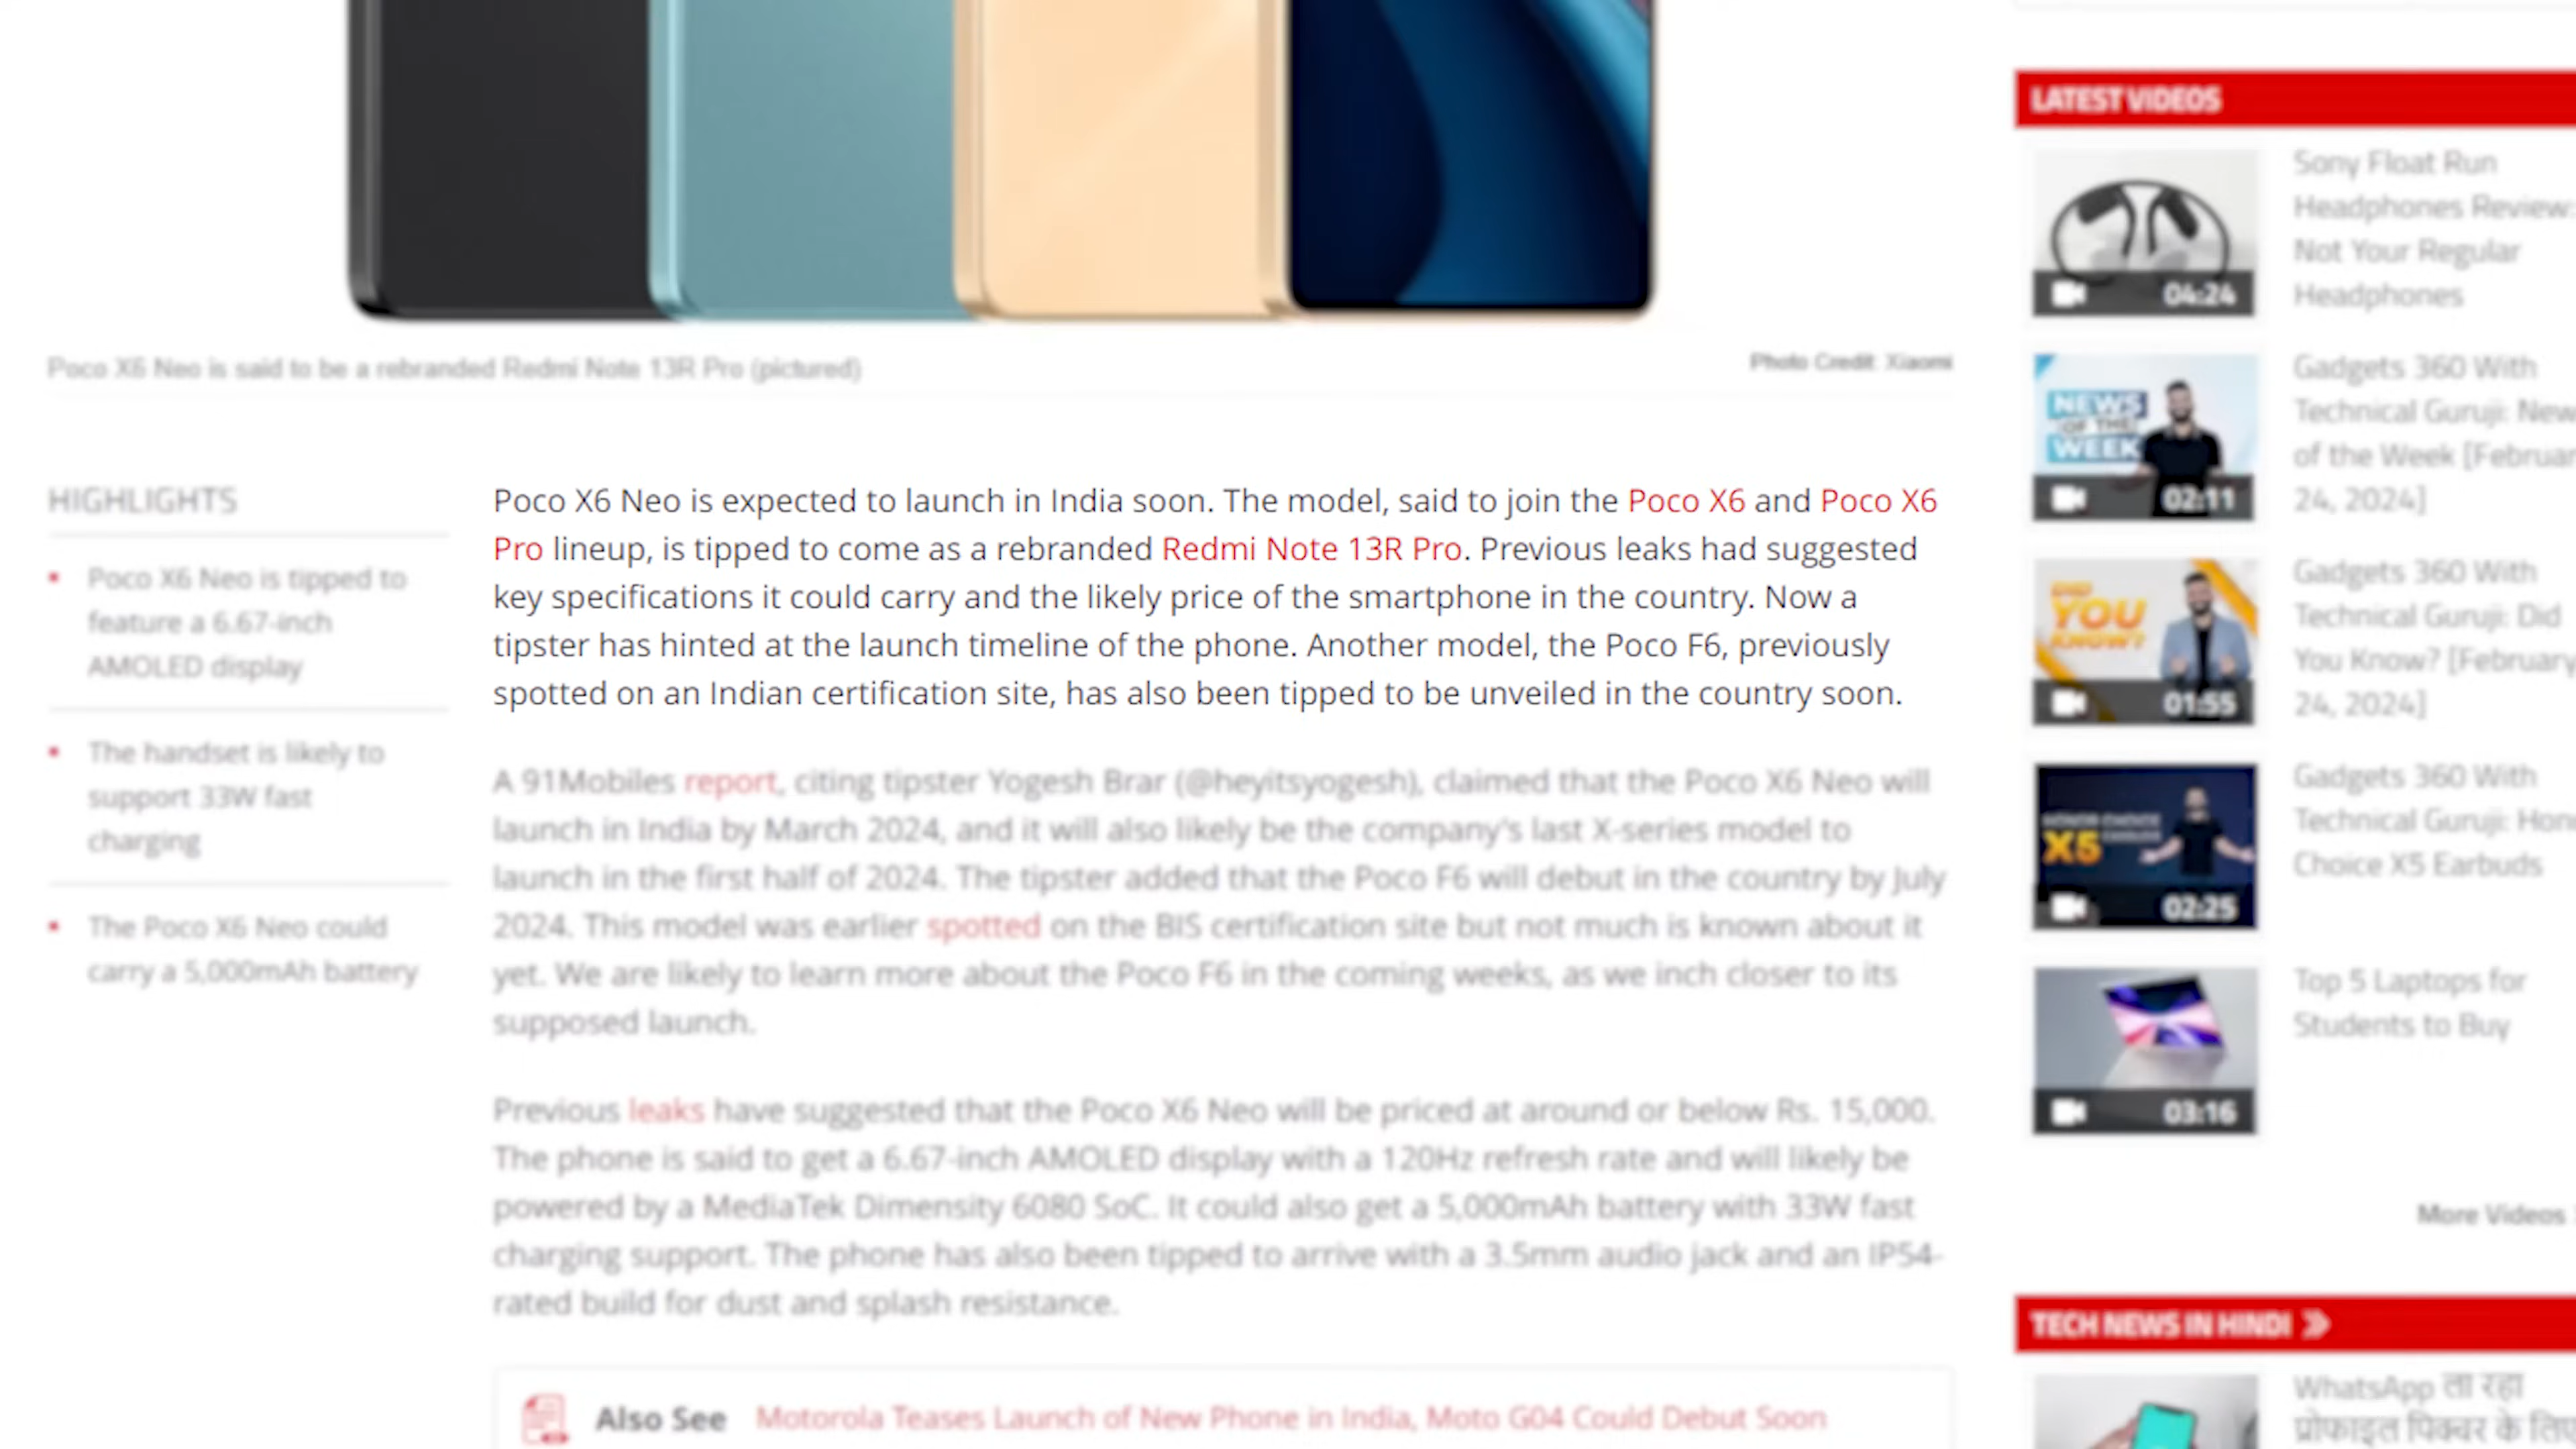 Poco X6 Neo is said to be a rebranded Redmi Note 13R Pro (pictured)
Photo Credit: Xiaomi
HIGHLIGHTS
Poco X6 Neo is tipped to
feature a 6.67-inch
AMOLED display
The handset is likely to
support 33W fast
charging
The Poco X6 Neo could
carry a 5,000mAh battery
Poco X6 Neo is expected to launch in India soon. The model, said to join the Poco X6 and Poco X6
Pro lineup, is tipped to come as a rebranded Redmi Note 13R Pro. Previous leaks had suggested
key specifications it could carry and the likely price of the smartphone in the country. Now a
tipster has hinted at the launch timeline of the phone. Another model, the Poco F6, previously
spotted on an Indian certification site, has also been tipped to be unveiled in the country soon.
A 91Mobiles report, citing tipster Yogesh Brar (@heyitsyogesh), claimed that the Poco X6 Neo will
launch in India by March 2024, and it will also likely be the company's last X-series model to
launch in the first half of 2024. The tipster added that the Poco F6 will debut in the country by July
2024. This model was earlier spotted on the BIS certification site but not much is known about it
yet. We are likely to learn more about the Poco F6 in the coming weeks, as we inch closer to its
supposed launch.
Previous leaks have suggested that the Poco X6 Neo will be priced at around or below Rs. 15,000.
The phone is said to get a 6.67-inch AMOLED display with a 120Hz refresh rate and will likely be
powered by a MediaTek Dimensity 6080 SoC. It could also get a 5,000mAh battery with 33W fast
charging support. The phone has also been tipped to arrive with a 3.5mm audio jack and an IP54-
rated build for dust and splash resistance.
Also See Motorola Teases Launch of New Phone in India, Moto G04 Could Debut Soon
LATEST VIDEOS
04:24
Sony Float Run
Headphones Review:
Not Your Regular
Headphones
NEWS
OF THE
WEEK
02:11
Gadgets 360 With
Technical Guruji: New
of the Week [Februar
24, 2024]
DID
YOU
KNOW?
01:55
Gadgets 360 With
Technical Guruji: Did
You Know? [February
24, 2024]
X5
02:25
Gadgets 360 With
Technical Guruji: Hon
Choice X5 Earbuds
03:16
Top 5 Laptops for
Students to Buy
More Videos
TECH NEWS IN HINDI
WhatsApp ला रहा
प्रोफाइल पिक्चर के लिए